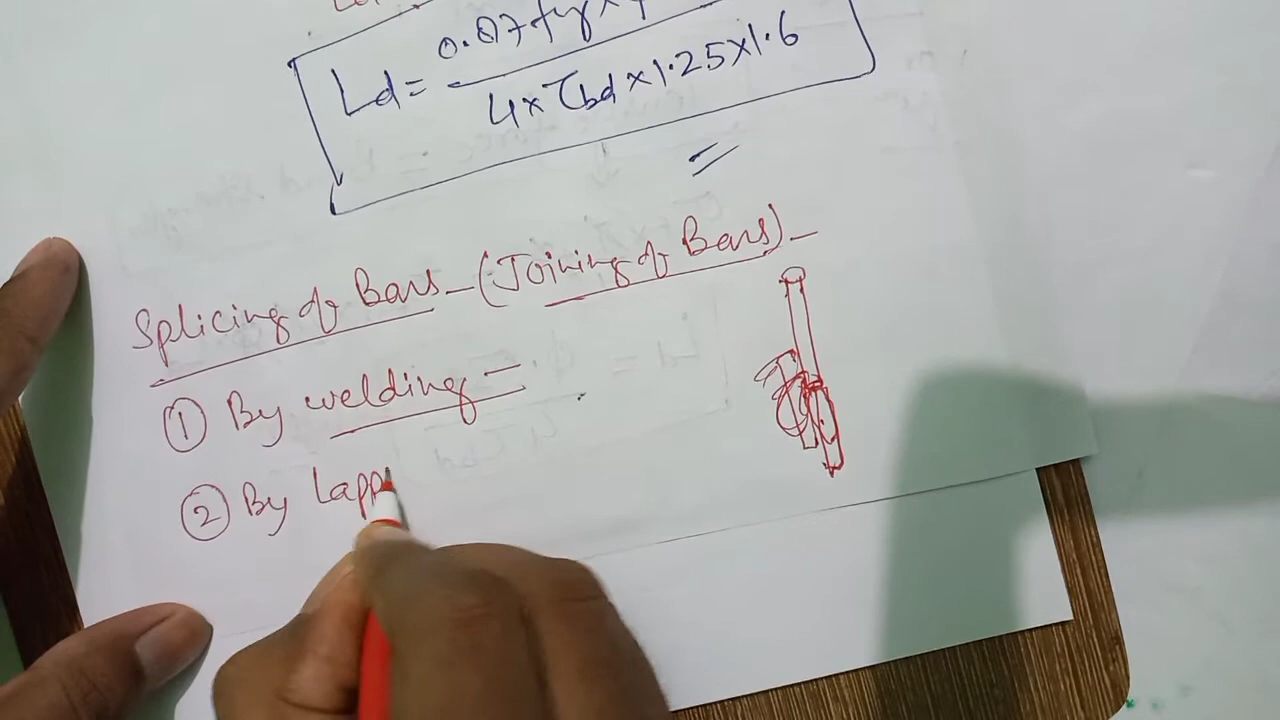 0.87 fy ×
Ld = 4 × τbd × 1.25 × 1.6
Splicing of Bars - (Joining of Bars) -
① By welding =
② By Lapp